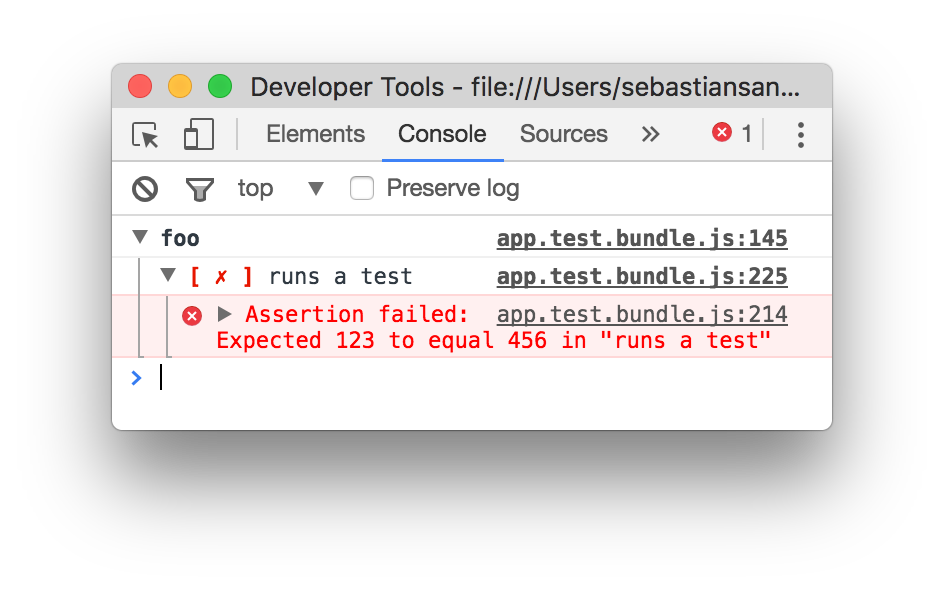 Developer Tools - file:///Users/sebastiansan...
Elements Console Sources » 1
top Preserve log
foo app.test.bundle.js:145
[ ✗ ] runs a test app.test.bundle.js:225
Assertion failed: app.test.bundle.js:214
Expected 123 to equal 456 in "runs a test"